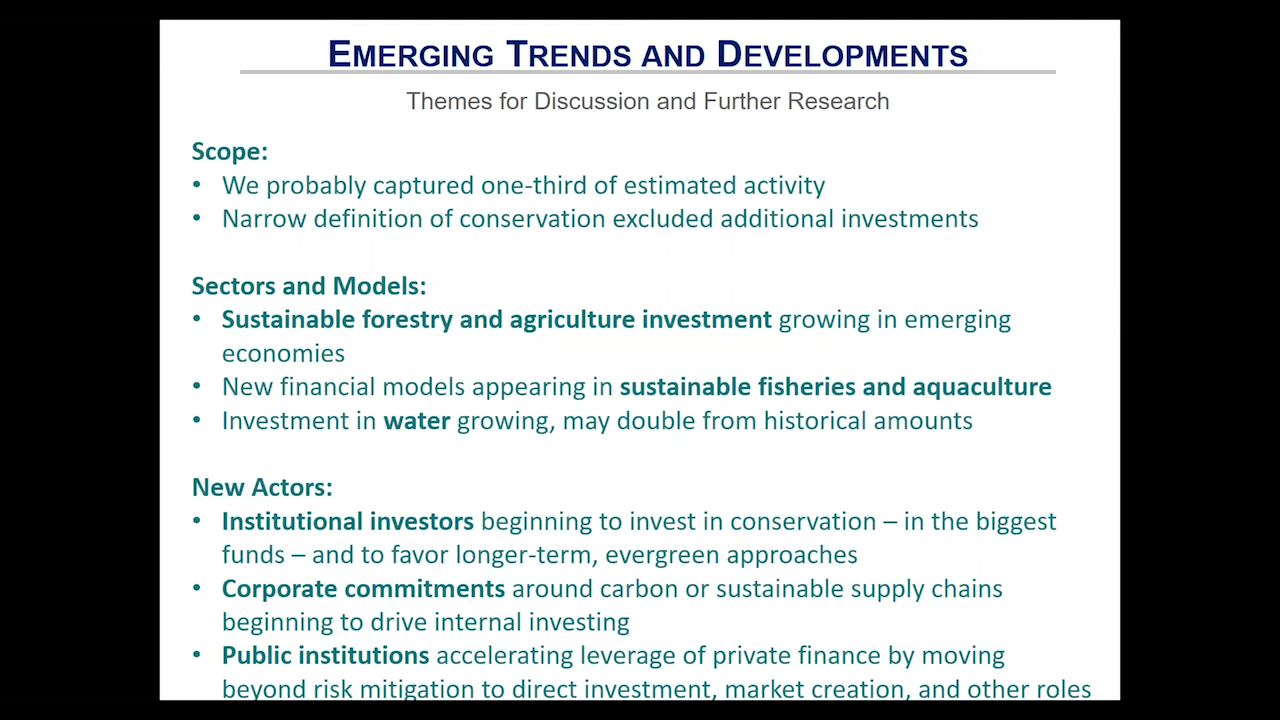 EMERGING TRENDS AND DEVELOPMENTS
Themes for Discussion and Further Research
Scope:
• We probably captured one-third of estimated activity
• Narrow definition of conservation excluded additional investments
Sectors and Models:
• Sustainable forestry and agriculture investment growing in emerging
economies
• New financial models appearing in sustainable fisheries and aquaculture
• Investment in water growing, may double from historical amounts
New Actors:
• Institutional investors beginning to invest in conservation – in the biggest
funds – and to favor longer-term, evergreen approaches
• Corporate commitments around carbon or sustainable supply chains
beginning to drive internal investing
• Public institutions accelerating leverage of private finance by moving
beyond risk mitigation to direct investment, market creation, and other roles